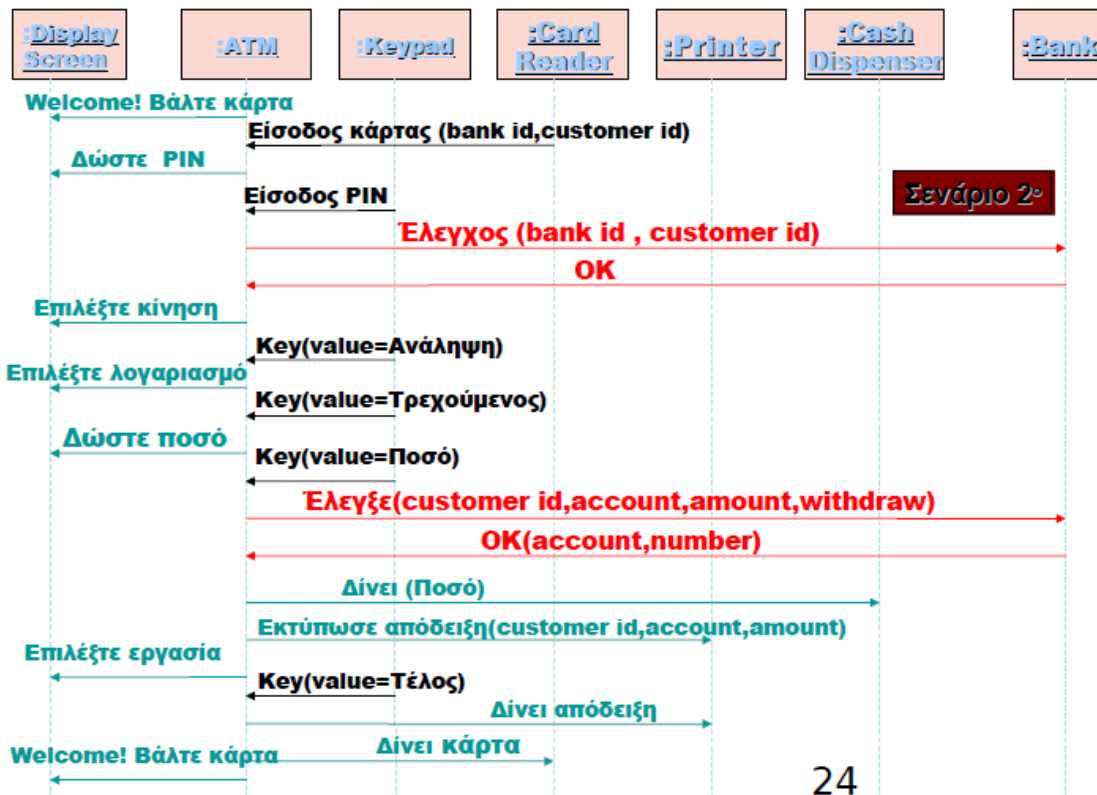 :Display
Screen
:ATM
:Keypad
:Card
Reader
:Printer
:Cash
Dispenser
:Bank
Welcome! Βάλτε κάρτα
Είσοδος κάρτας (bank id,customer id)
Δώστε PIN
Είσοδος PIN
Σενάριο 2ο
Έλεγχος (bank id , customer id)
OK
Επιλέξτε κίνηση
Key(value=Ανάληψη)
Επιλέξτε λογαριασμό
Key(value=Τρεχούμενος)
Δώστε ποσό
Key(value=Ποσό)
Έλεγξε(customer id,account,amount,withdraw)
OK(account,number)
Δίνει (Ποσό)
Εκτύπωσε απόδειξη(customer id,account,amount)
Επιλέξτε εργασία
Key(value=Τέλος)
Δίνει απόδειξη
Δίνει κάρτα
Welcome! Βάλτε κάρτα
24